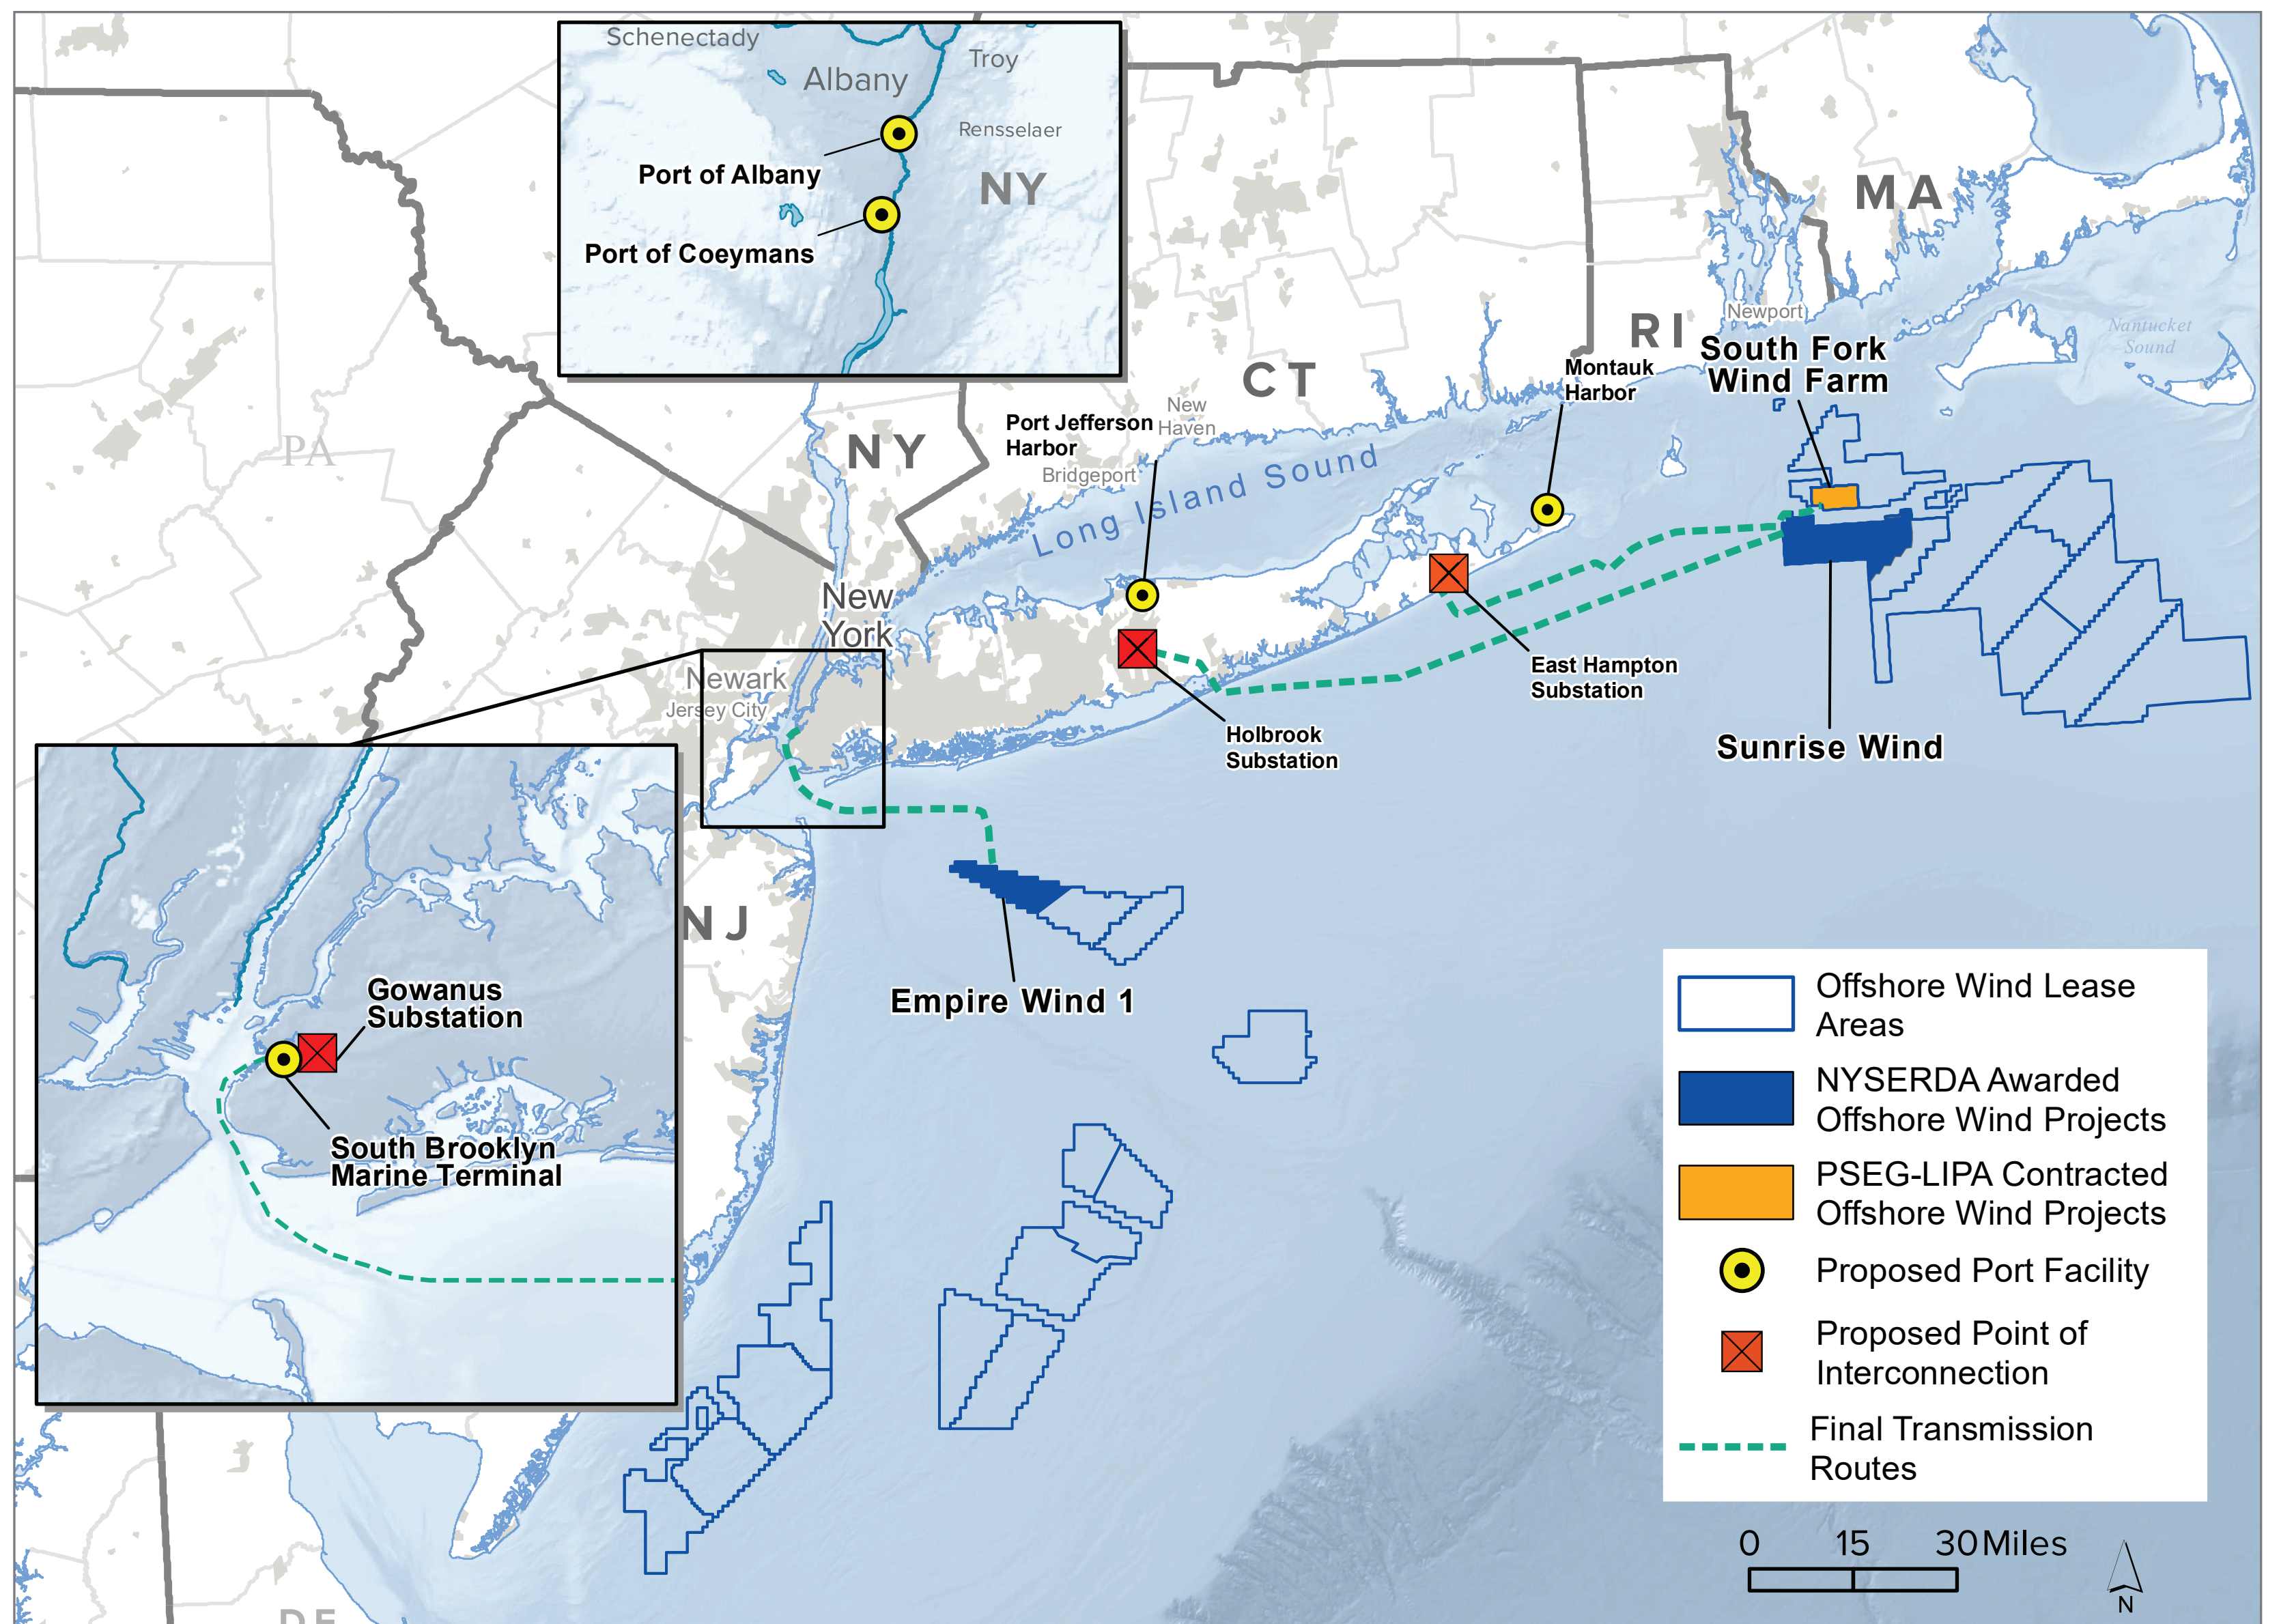 Schenectady
Troy
Albany
Rensselaer
Port of Albany
NY
Port of Coeymans
MA
RI
Newport
Nantucket
Sound
South Fork
Wind Farm
Montakuk
Harbor
CT
New
Haven
Port Jefferson
Harbor
Bridgeport
NY
PA
Long Island Sound
New
York
Newark
Jersey City
East Hampton
Substation
Holbrook
Substation
Sunrise Wind
NJ
Empire Wind 1
Gowanus
Substation
South Brooklyn
Marine Terminal
Offshore Wind Lease
Areas
NYSERDA Awarded
Offshore Wind Projects
PSEG-LIPA Contracted
Offshore Wind Projects
Proposed Port Facility
Proposed Point of
Interconnection
Final Transmission
Routes
0 15 30 Miles
N
DE